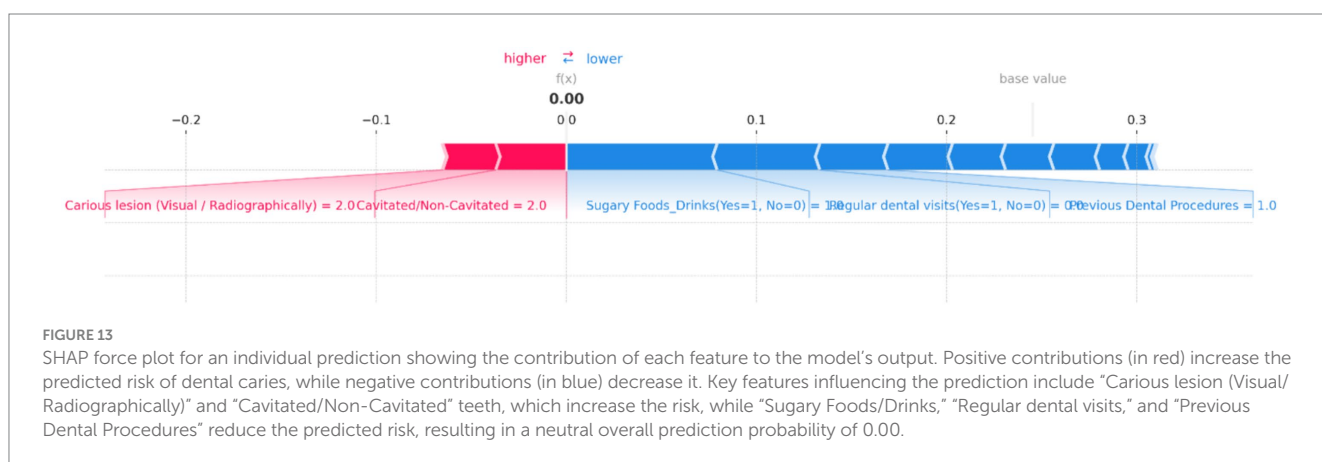 higher ⇄ lower
f(x)
base value
0.00
−0.2
−0.1
0.0
0.1
0.2
0.3
Carious lesion (Visual / Radiographically) = 2.0
Cavitated/Non-Cavitated = 2.0
Sugary Foods_Drinks(Yes=1, No=0) = 1.0
Regular dental visits(Yes=1, No=0) = 0.0
Previous Dental Procedures = 1.0
FIGURE 13
SHAP force plot for an individual prediction showing the contribution of each feature to the model’s output. Positive contributions (in red) increase the
predicted risk of dental caries, while negative contributions (in blue) decrease it. Key features influencing the prediction include “Carious lesion (Visual/
Radiographically)” and “Cavitated/Non-Cavitated” teeth, which increase the risk, while “Sugary Foods/Drinks,” “Regular dental visits,” and “Previous
Dental Procedures” reduce the predicted risk, resulting in a neutral overall prediction probability of 0.00.